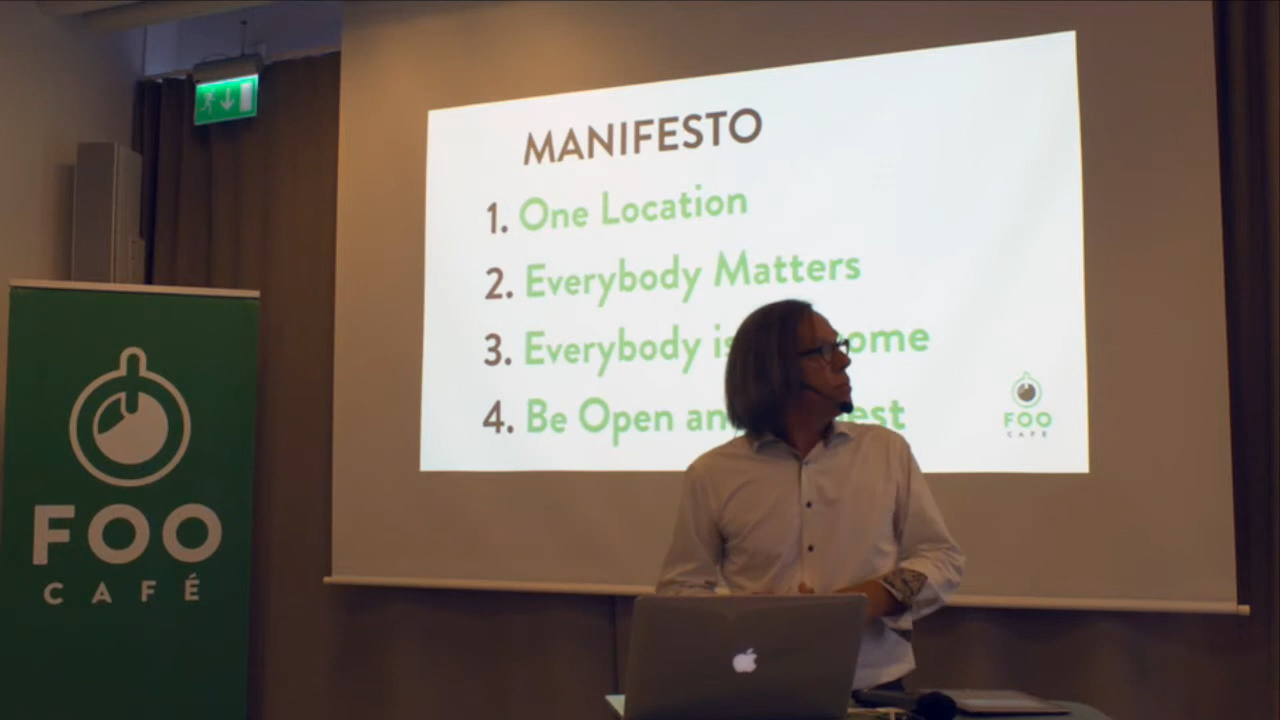 MANIFESTO
1. One Location
2. Everybody Matters
3. Everybody is ome
4. Be Open an est
FOO
CAFÉ
FOO
CAFÉ